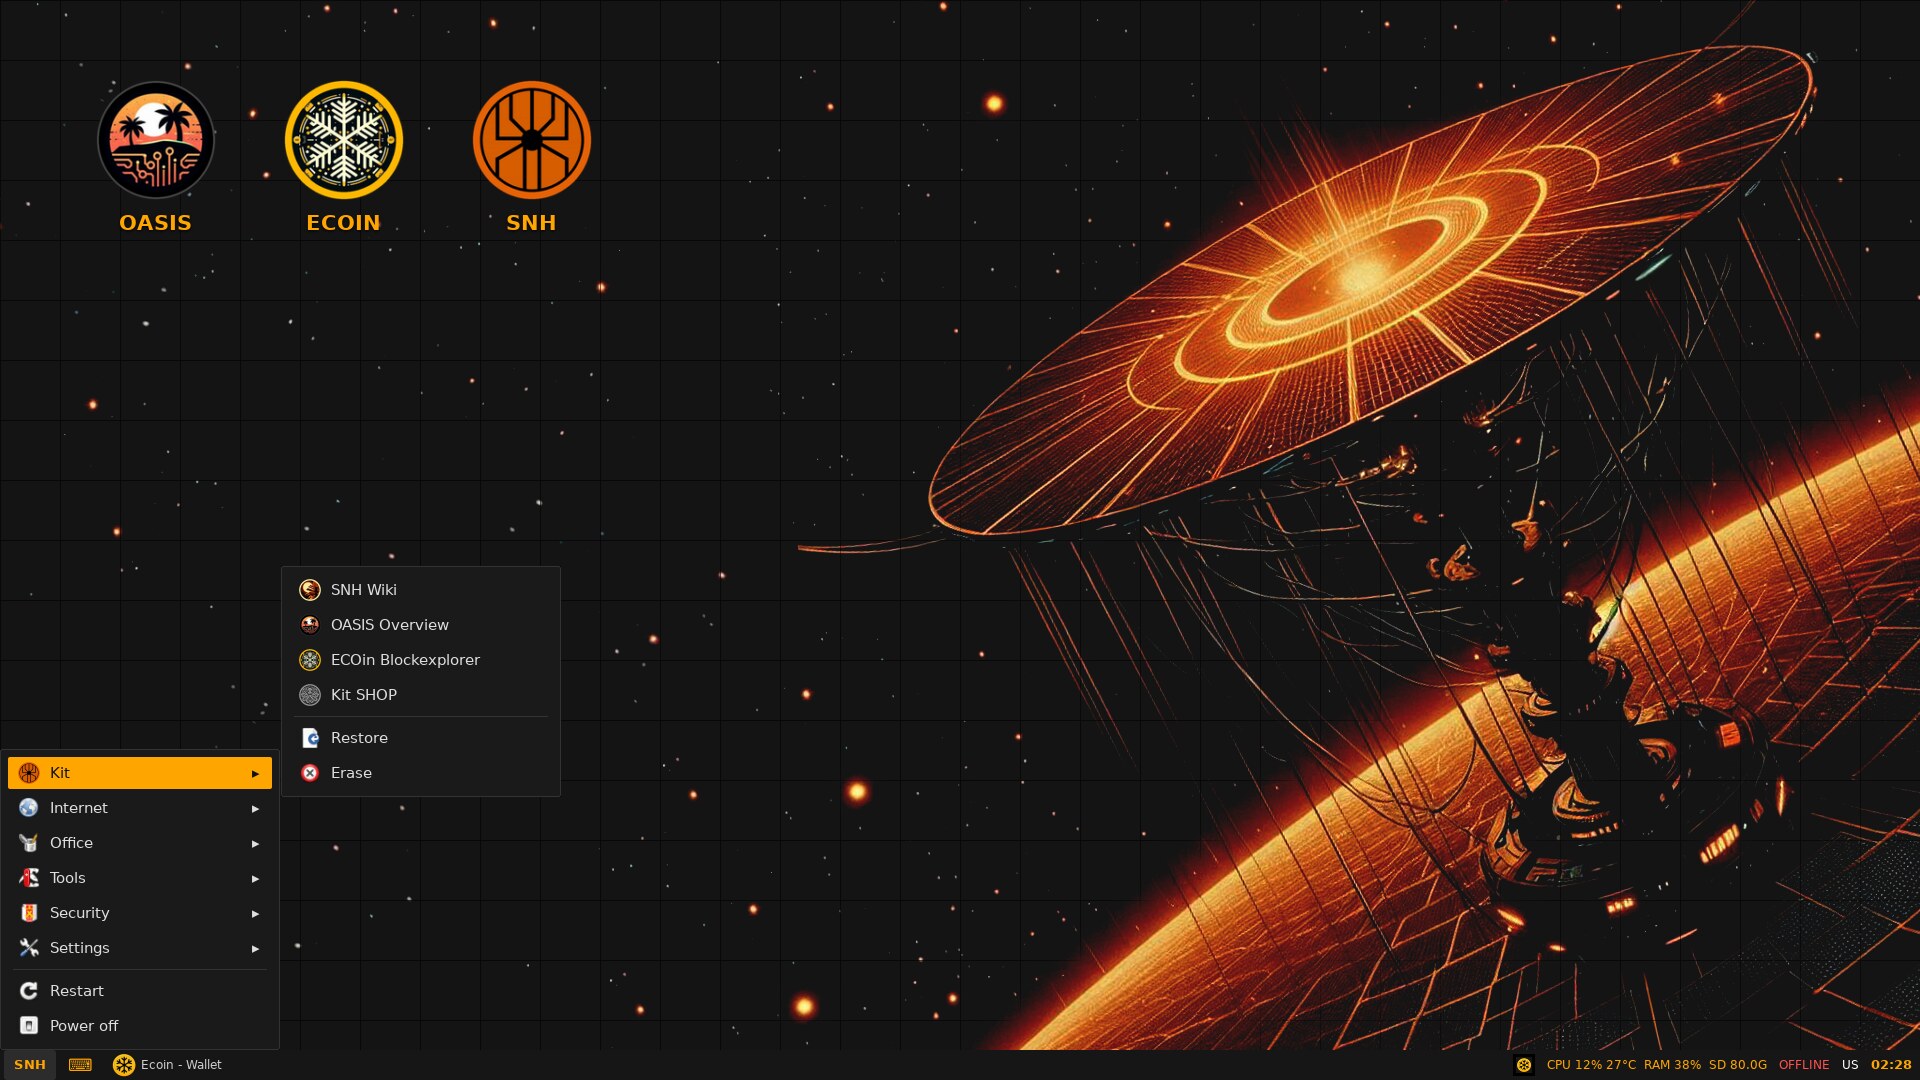 OASIS
ECOIN
SNH
SNH Wiki
OASIS Overview
ECOin Blockexplorer
Kit SHOP
Restore
Erase
Kit
Internet
Office
Tools
Security
Settings
Restart
Power off
SNH Ecoin - Wallet CPU 12% 27°C RAM 38% SD 80.0G OFFLINE US 02:28